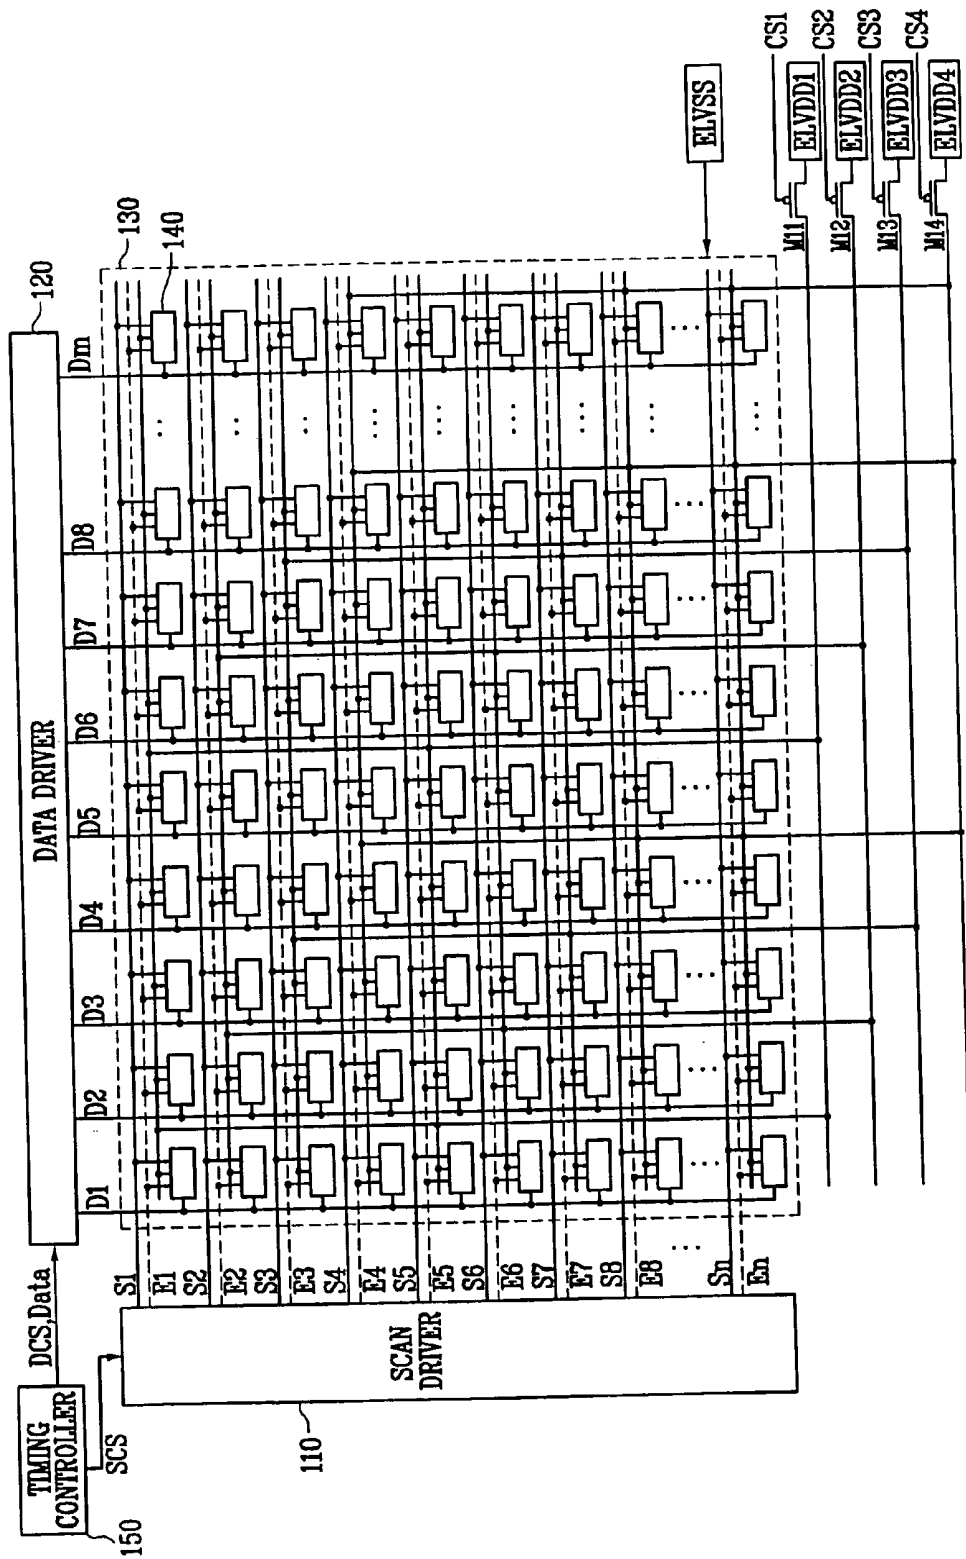 120
DATA DRIVER
130
140
D1
D2
D3
D4
D5
D6
D7
D8
Dm
DCS,Data
TIMING
CONTROLLER
150
SCS
SCAN
DRIVER
110
S1
E1
S2
E2
S3
E3
S4
E4
S5
E5
S6
E6
S7
E7
S8
E8
Sn
En
ELVSS
CS1
M11
ELVDD1
CS2
M12
ELVDD2
CS3
M13
ELVDD3
CS4
M14
ELVDD4